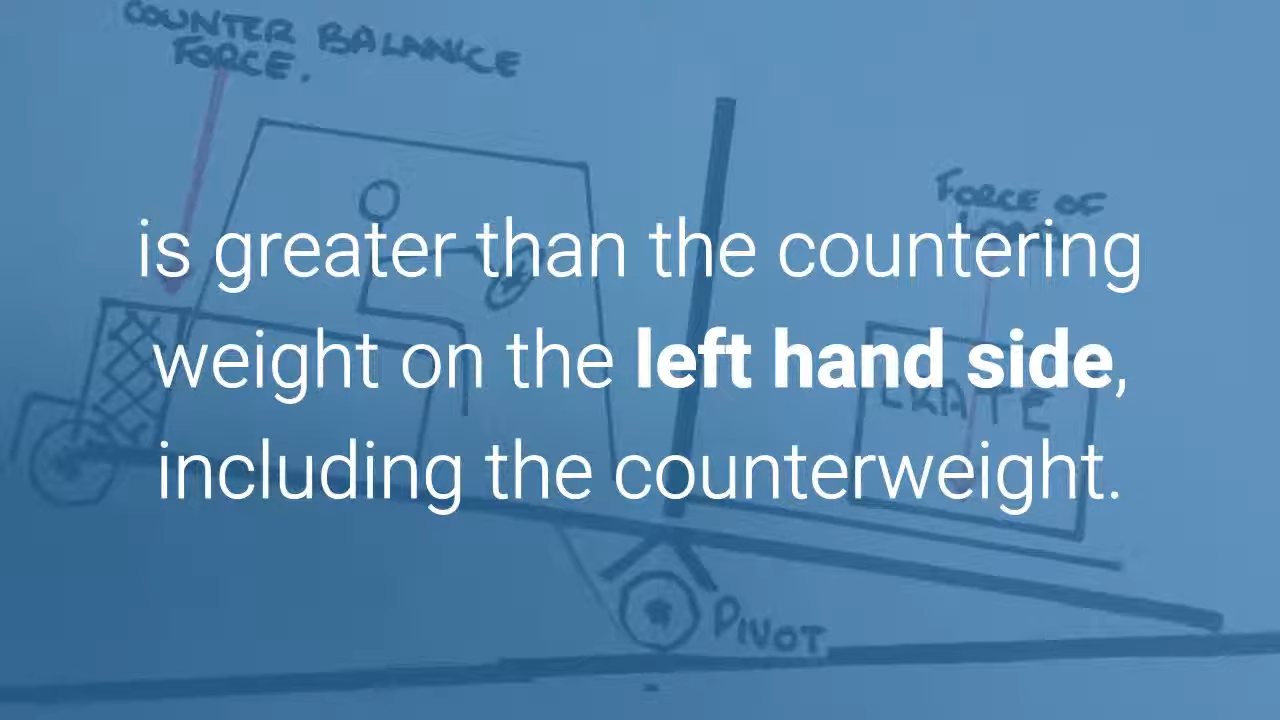 COUNTER BALANCE
FORCE.
FORCE OF
LOAD
is greater than the countering
weight on the left hand side,
CRATE
including the counterweight.
PIVOT